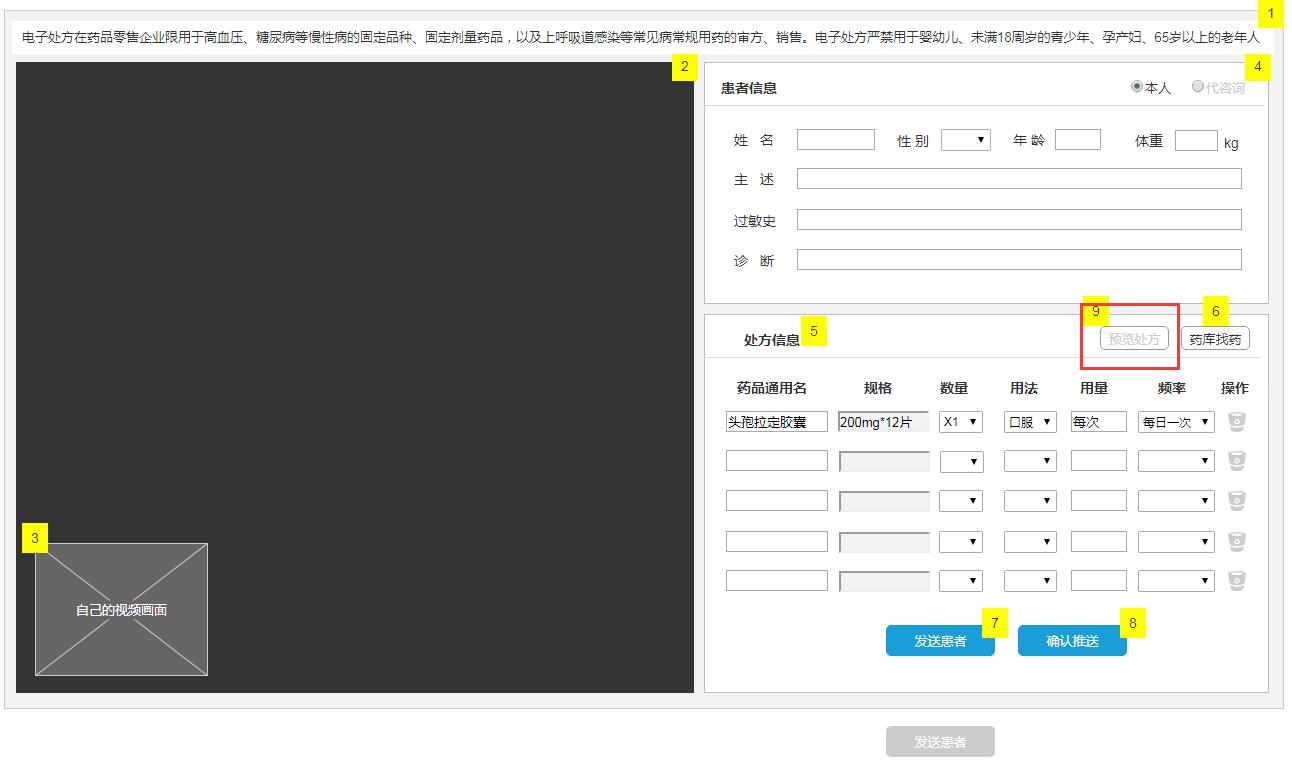 1
电子处方在药品零售企业限用于高血压、糖尿病等慢性病的固定品种、固定剂量药品，以及上呼吸道感染等常见病常规用药的审方、销售。电子处方严禁用于婴幼儿、未满18周岁的青少年、孕产妇、65岁以上的老年人
2
3
自己的视频画面
4
患者信息 本人 代咨询
姓 名 性 别 年 龄 体重 kg
主 述
过敏史
诊 断
9 6
处方信息 5 预览处方 药库找药
药品通用名 规格 数量 用法 用量 频率 操作
头孢拉定胶囊 200mg*12片 X1 口服 每次 每日一次
7 8
发送患者 确认推送
发送患者